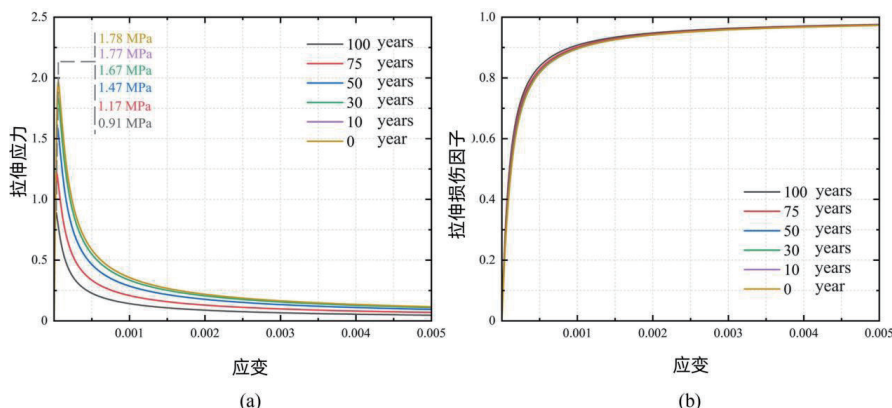 2.5
2.0
1.5
1.0
0.5
0
拉伸应力
1.78 MPa
1.77 MPa
1.67 MPa
1.47 MPa
1.17 MPa
0.91 MPa
100 years
75 years
50 years
30 years
10 years
0 year
0.001 0.002 0.003 0.004 0.005
应变
(a)
1.0
0.8
0.6
0.4
0.2
0
拉伸损伤因子
100 years
75 years
50 years
30 years
10 years
0 year
0.001 0.002 0.003 0.004 0.005
应变
(b)